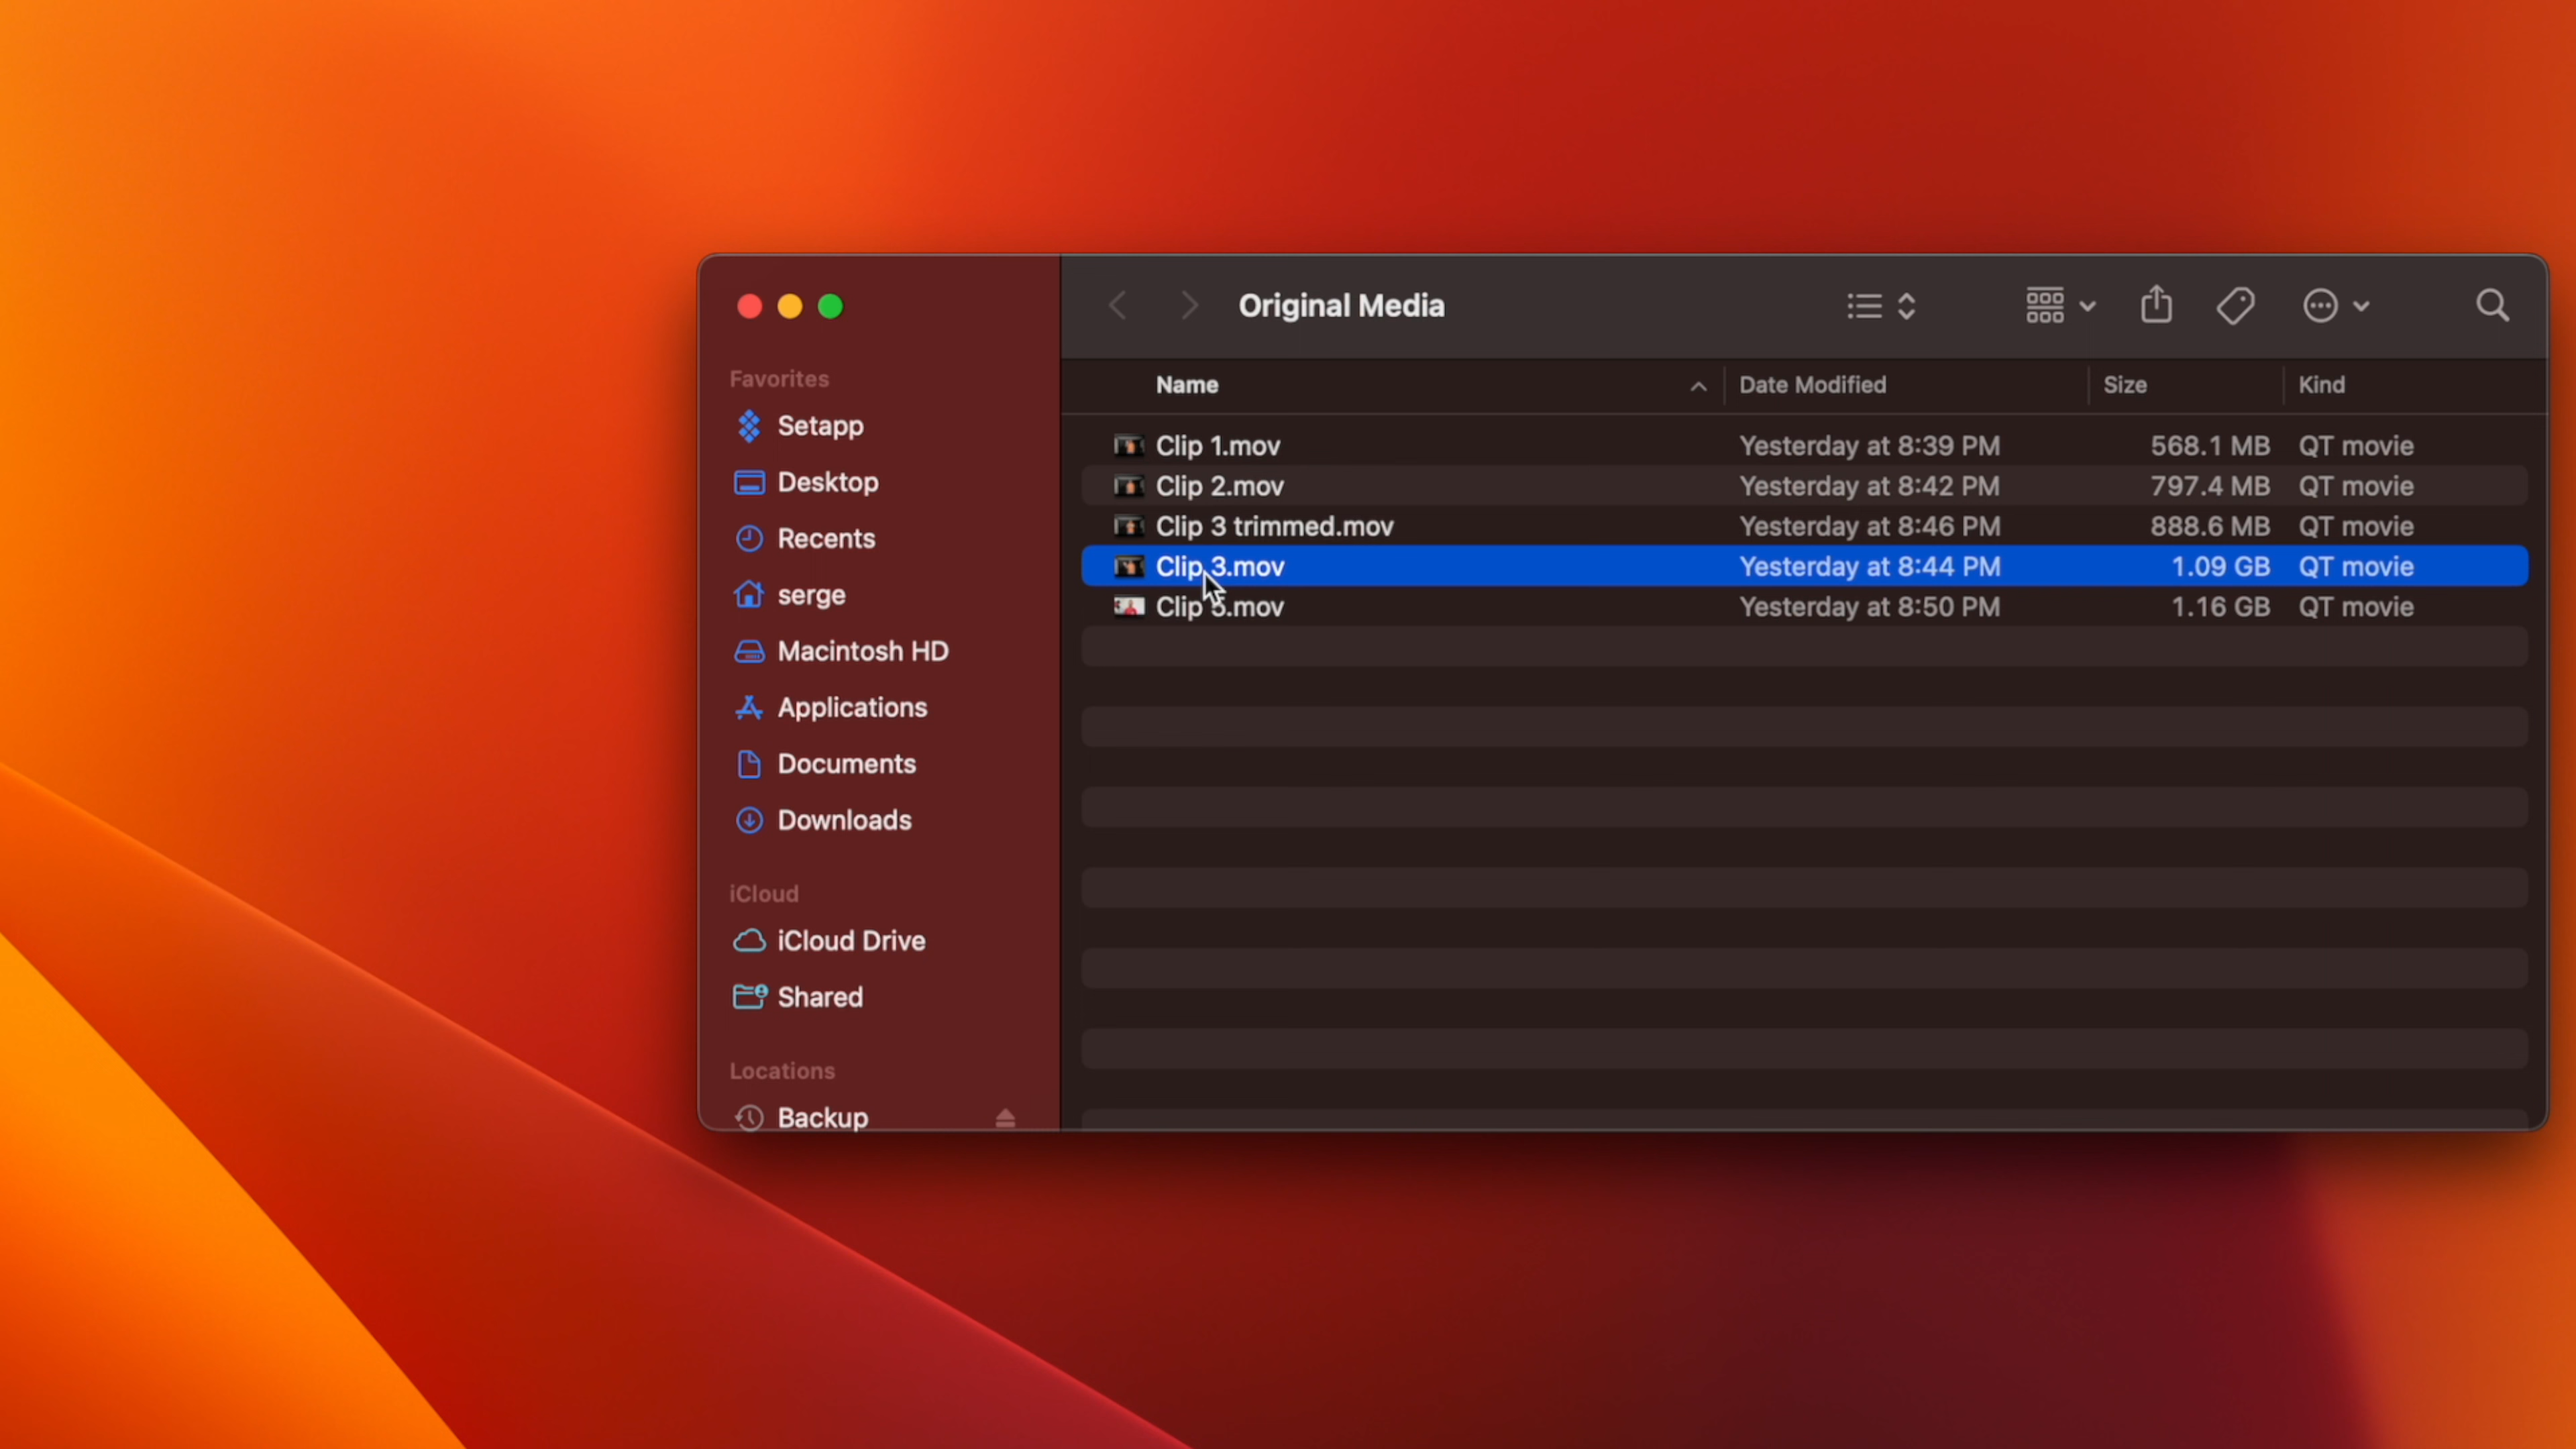 Original Media
Favorites
Setapp
Desktop
Recents
serge
Macintosh HD
Applications
Documents
Downloads
iCloud
iCloud Drive
Shared
Locations
Backup
Name Date Modified Size Kind
Clip 1.mov Yesterday at 8:39 PM 568.1 MB QT movie
Clip 2.mov Yesterday at 8:42 PM 797.4 MB QT movie
Clip 3 trimmed.mov Yesterday at 8:46 PM 888.6 MB QT movie
Clip 3.mov Yesterday at 8:44 PM 1.09 GB QT movie
Clip 5.mov Yesterday at 8:50 PM 1.16 GB QT movie